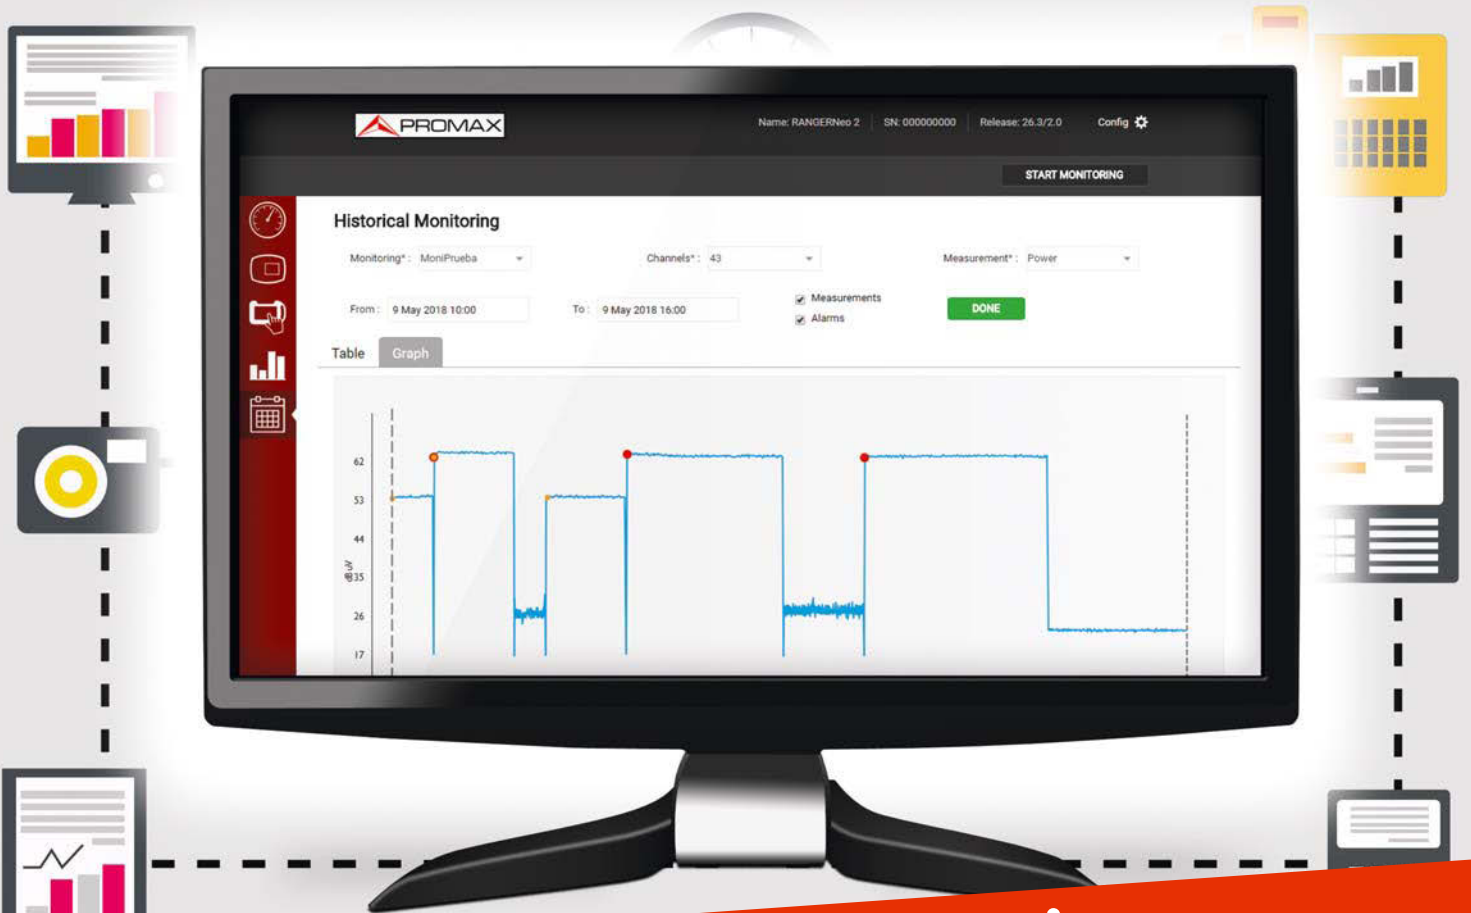 PROMAX
Name: RANGERNeo 2 SN: 000000000 Release: 26.3/2.0 Config
START MONITORING
Historical Monitoring
Monitoring* : MoniPrueba Channels* : 43 Measurement* : Power
From : 9 May 2018 10:00 To : 9 May 2018 16:00 Measurements
Alarms
DONE
Table Graph
62
53
44
dBuV
35
26
17